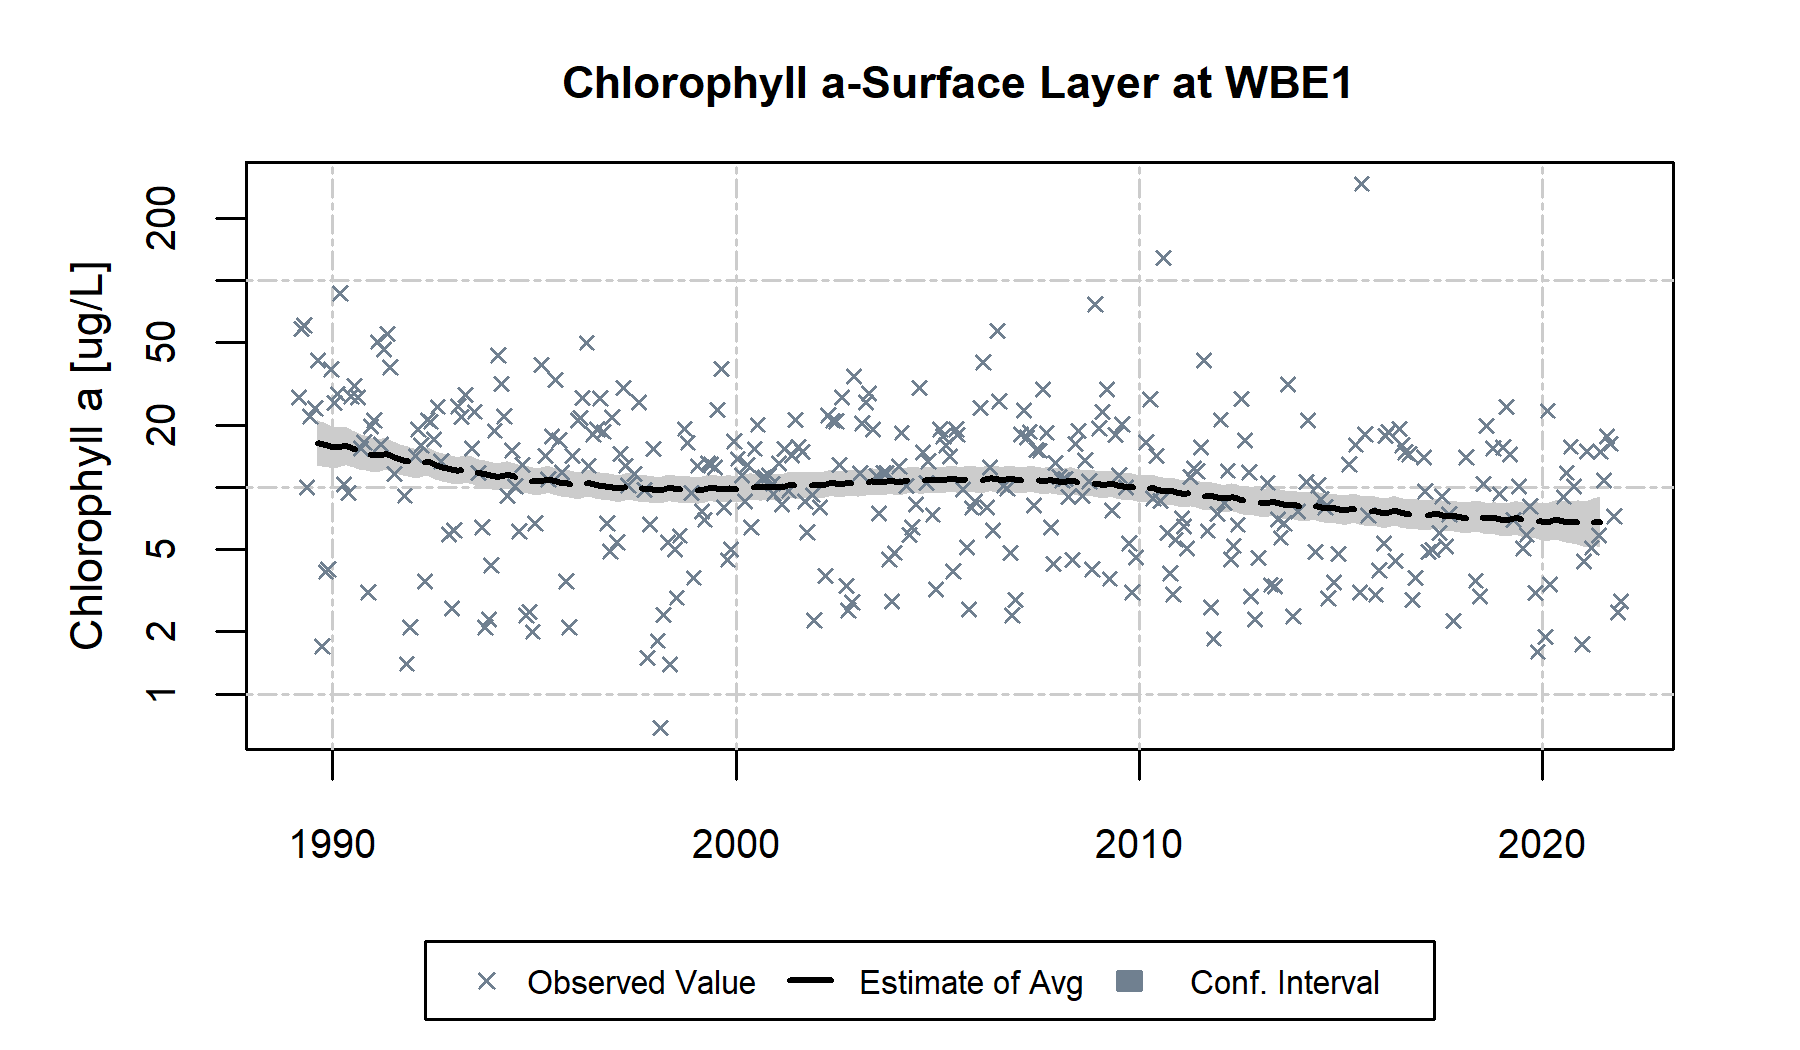 Chlorophyll a-Surface Layer at WBE1
Chlorophyll a [ug/L]
200
50
20
5
2
1
1990 2000 2010 2020
Observed Value Estimate of Avg Conf. Interval